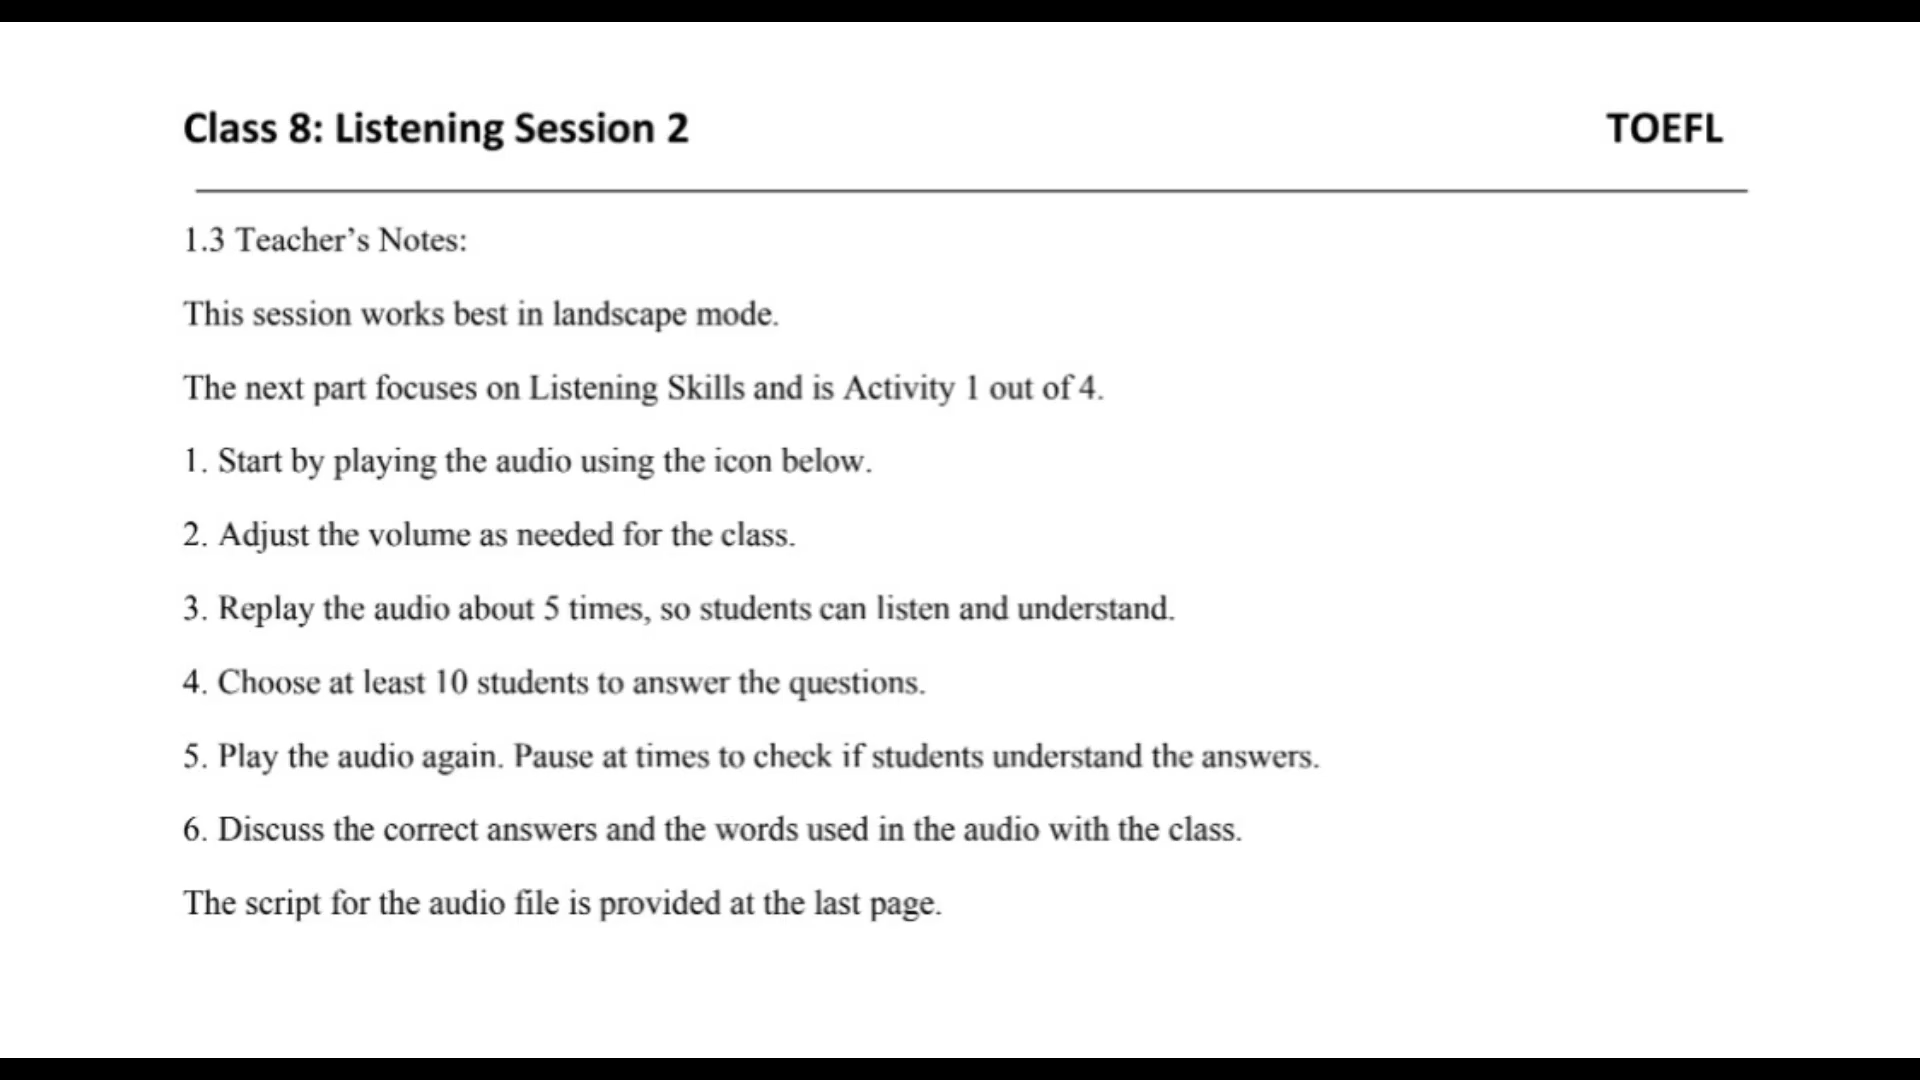 Class 8: Listening Session 2 TOEFL
1.3 Teacher’s Notes:
This session works best in landscape mode.
The next part focuses on Listening Skills and is Activity 1 out of 4.
1. Start by playing the audio using the icon below.
2. Adjust the volume as needed for the class.
3. Replay the audio about 5 times, so students can listen and understand.
4. Choose at least 10 students to answer the questions.
5. Play the audio again. Pause at times to check if students understand the answers.
6. Discuss the correct answers and the words used in the audio with the class.
The script for the audio file is provided at the last page.